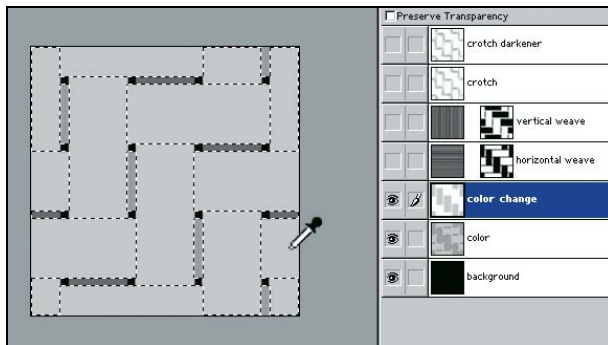 Preserve Transparency
crotch darkener
crotch
vertical weave
horizontal weave
color change
color
background